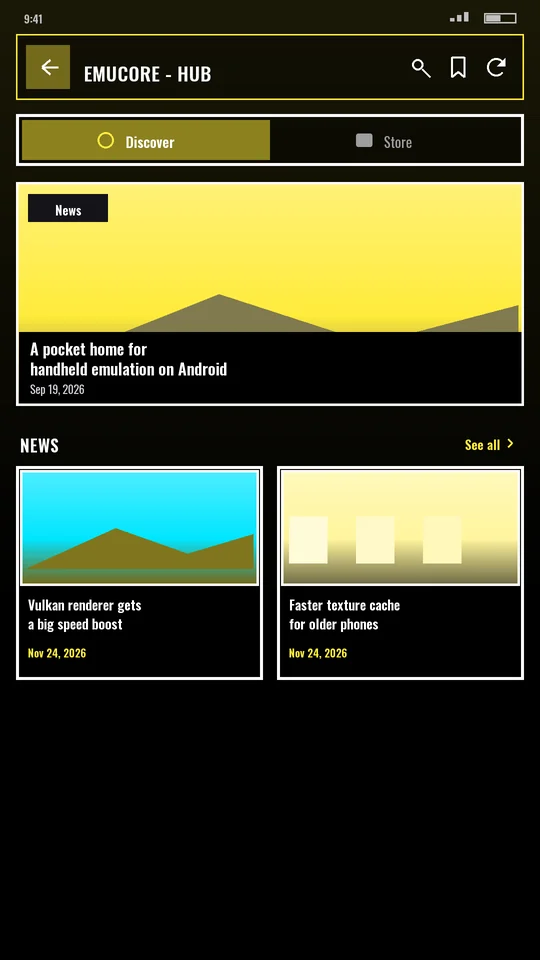 9:41
EMUCORE - HUB
Discover
Store
News
A pocket home for
handheld emulation on Android
Sep 19, 2026
NEWS
See all
Vulkan renderer gets
a big speed boost
Nov 24, 2026
Faster texture cache
for older phones
Nov 24, 2026